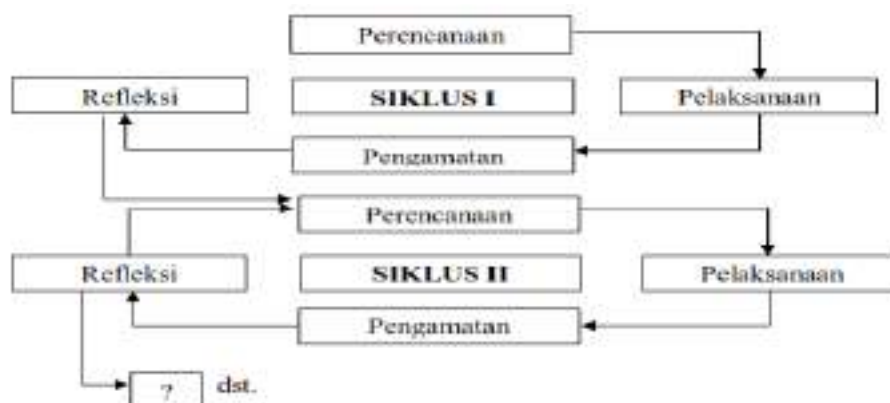 Perencanaan
Refleksi
SIKLUS I
Pelaksanaan
Pengamatan
Perencanaan
Refleksi
SIKLUS II
Pelaksanaan
Pengamatan
? dst.